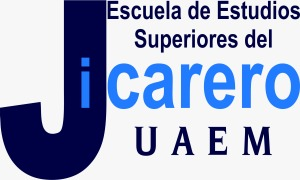 Escuela de Estudios
Superiores del
Jicarero
UAEM